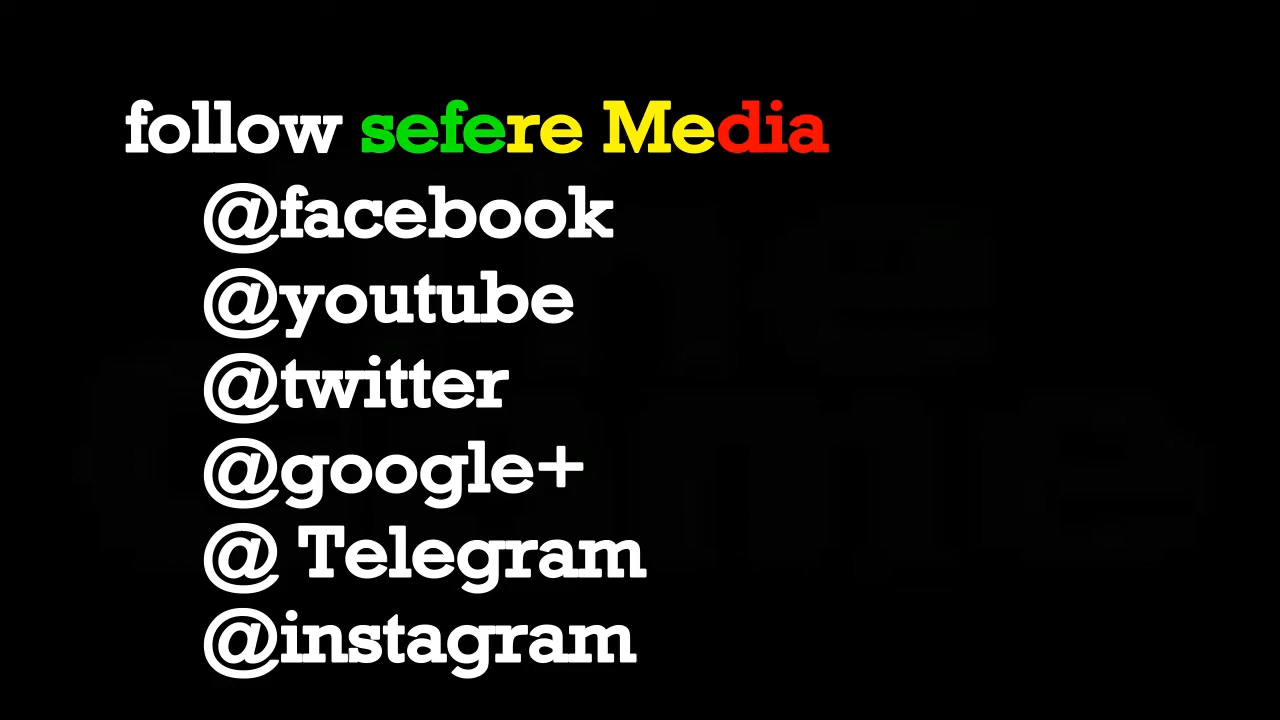 follow sefere Media
@facebook
@youtube
@twitter
@google+
@ Telegram
@instagram